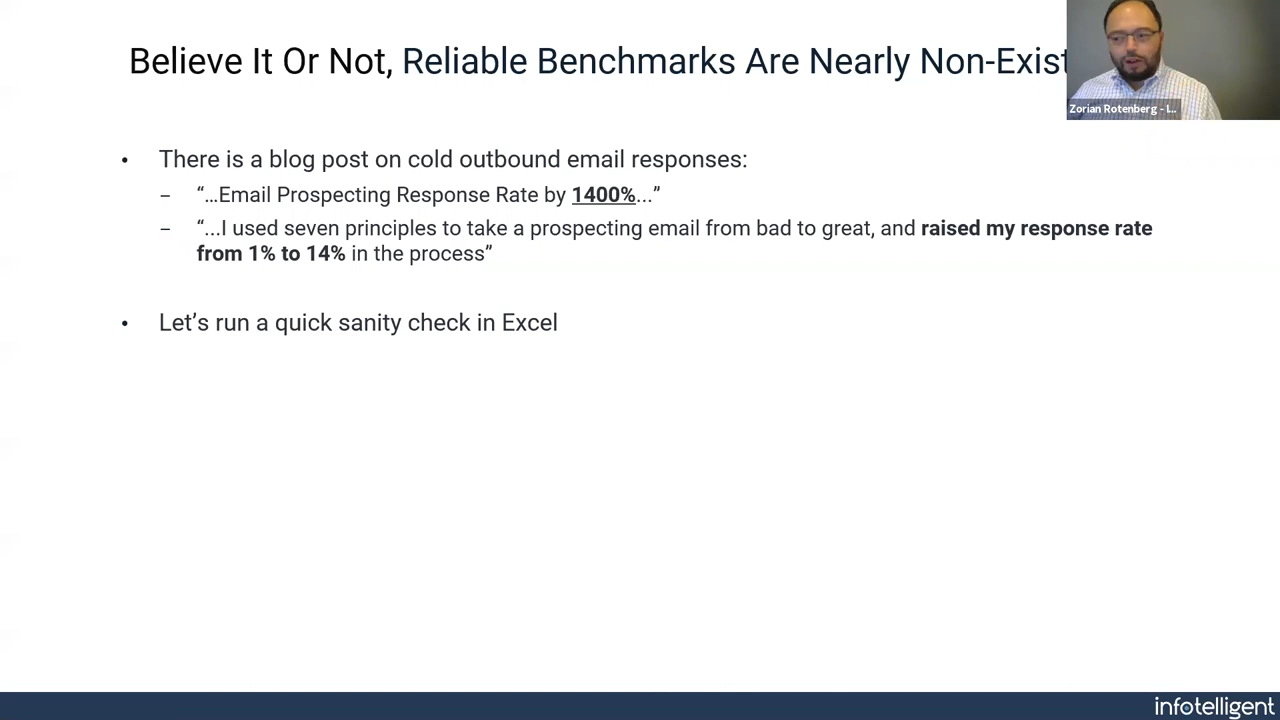 Believe It Or Not, Reliable Benchmarks Are Nearly Non-Exist
Zorian Rotenberg - I...
• There is a blog post on cold outbound email responses:
– “…Email Prospecting Response Rate by 1400%...”
– “...I used seven principles to take a prospecting email from bad to great, and raised my response rate
from 1% to 14% in the process”
• Let’s run a quick sanity check in Excel
infotelligent